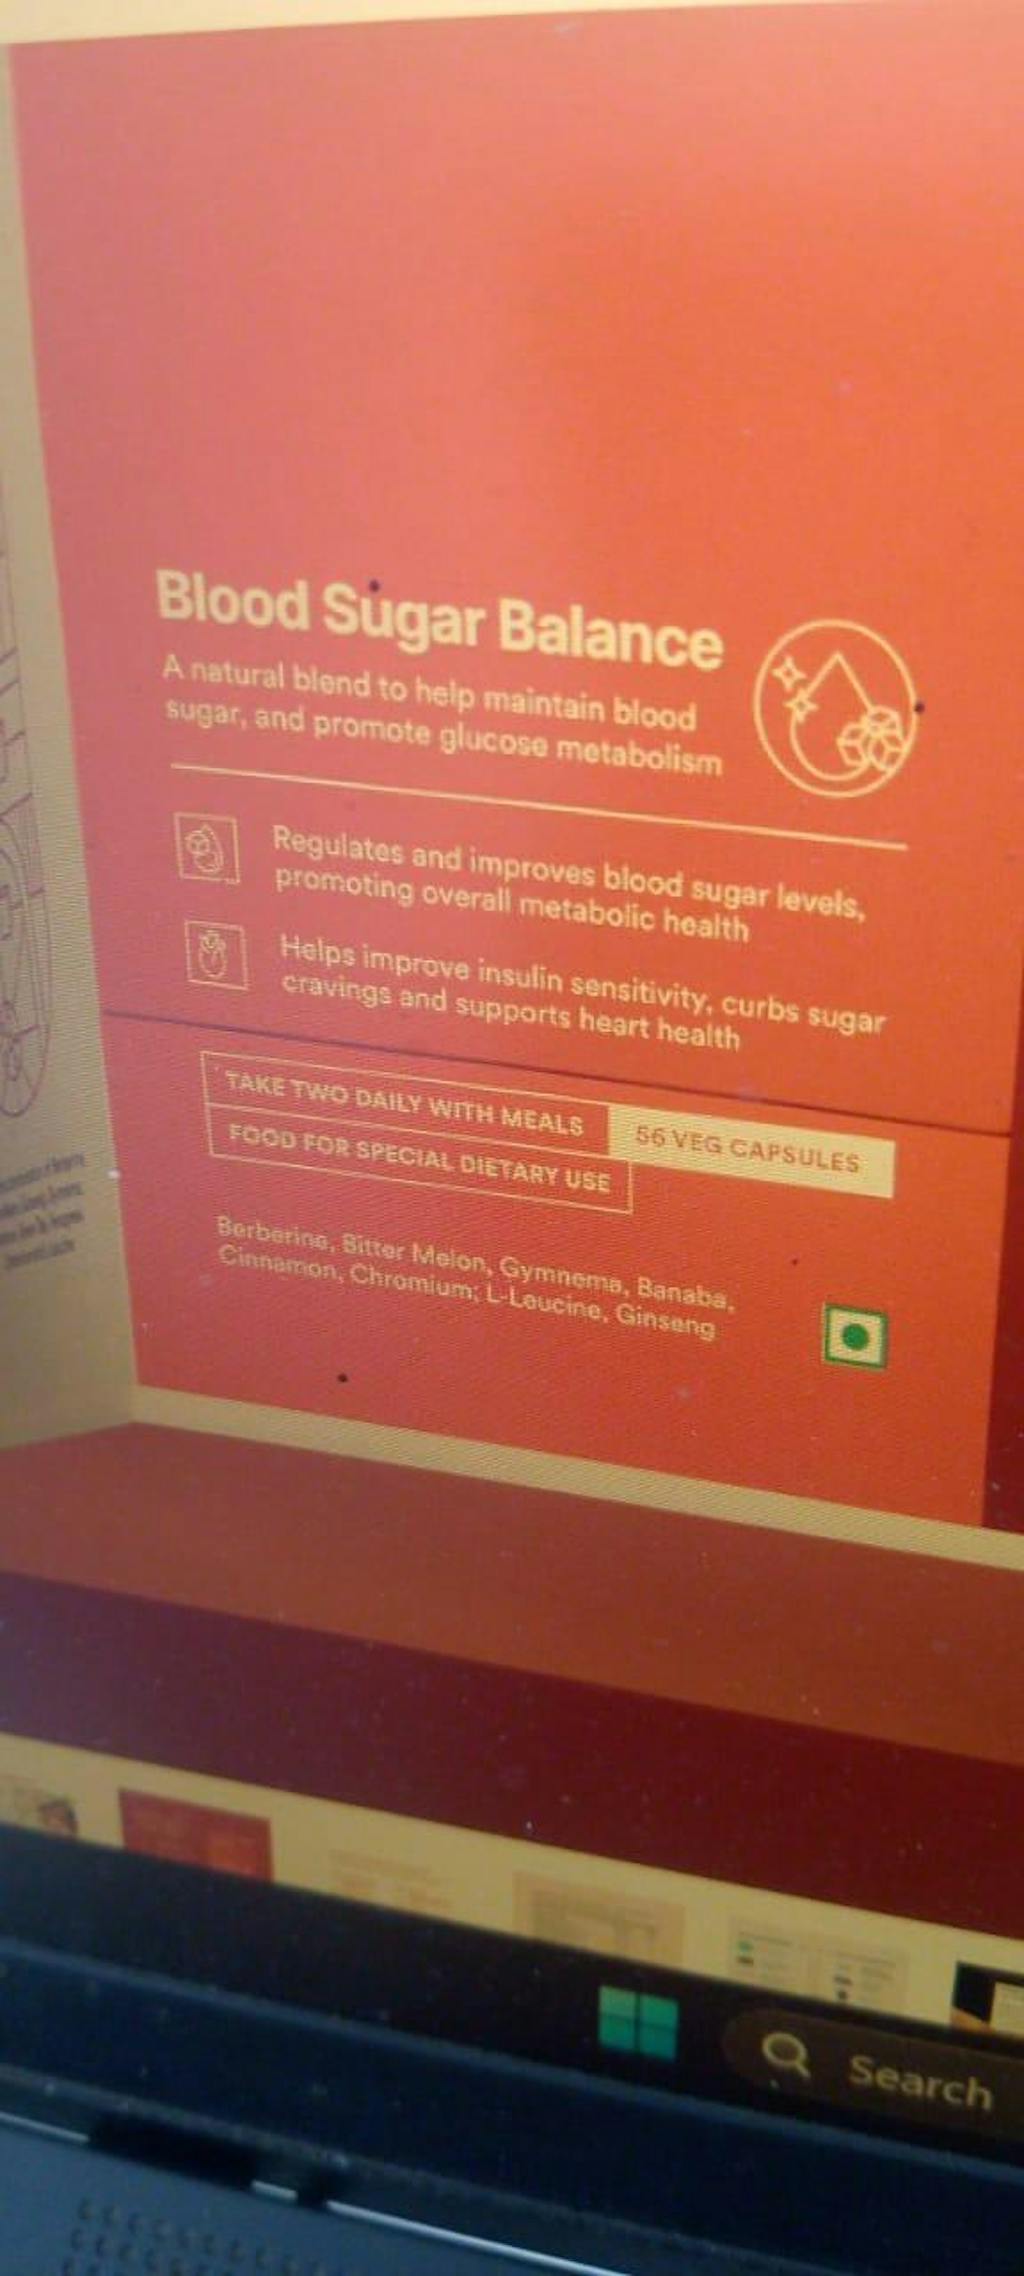 Blood Sugar Balance
A natural blend to help maintain blood
sugar, and promote glucose metabolism
Regulates and improves blood sugar levels,
promoting overall metabolic health
Helps improve insulin sensitivity, curbs sugar
cravings and supports heart health
TAKE TWO DAILY WITH MEALS
56 VEG CAPSULES
FOOD FOR SPECIAL DIETARY USE
Berberine, Bitter Melon, Gymnema, Banaba,
Cinnamon, Chromium; L-Leucine, Ginseng
Search